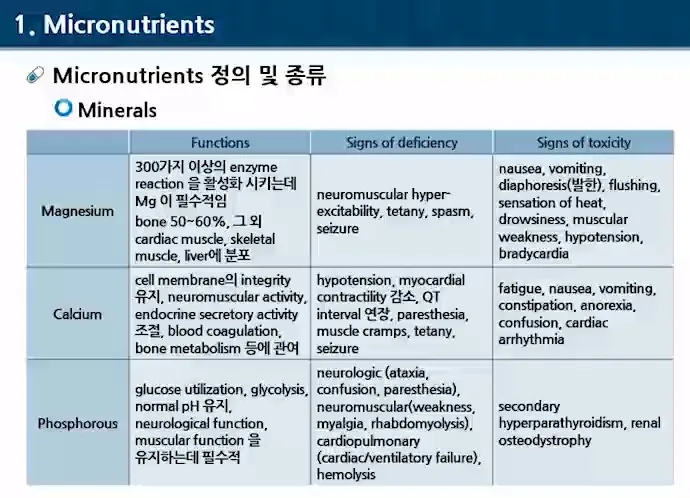 1. Micronutrients
Micronutrients 정의 및 종류
Minerals
Functions
Signs of deficiency
Signs of toxicity
Magnesium
300가지 이상의 enzyme
reaction 을 활성화 시키는데
Mg 이 필수적임
bone 50~60%, 그 외
cardiac muscle, skeletal
muscle, liver에 분포
neuromuscular hyper-
excitability, tetany, spasm,
seizure
nausea, vomiting,
diaphoresis(발한), flushing,
sensation of heat,
drowsiness, muscular
weakness, hypotension,
bradycardia
Calcium
cell membrane의 integrity
유지, neuromuscular activity,
endocrine secretory activity
조절, blood coagulation,
bone metabolism 등에 관여
hypotension, myocardial
contractility 감소, QT
interval 연장, paresthesia,
muscle cramps, tetany,
seizure
fatigue, nausea, vomiting,
constipation, anorexia,
confusion, cardiac
arrhythmia
Phosphorous
glucose utilization, glycolysis,
normal pH 유지,
neurological function,
muscular function 을
유지하는데 필수적
neurologic (ataxia,
confusion, paresthesia),
neuromuscular(weakness,
myalgia, rhabdomyolysis),
cardiopulmonary
(cardiac/ventilatory failure),
hemolysis
secondary
hyperparathyroidism, renal
osteodystrophy